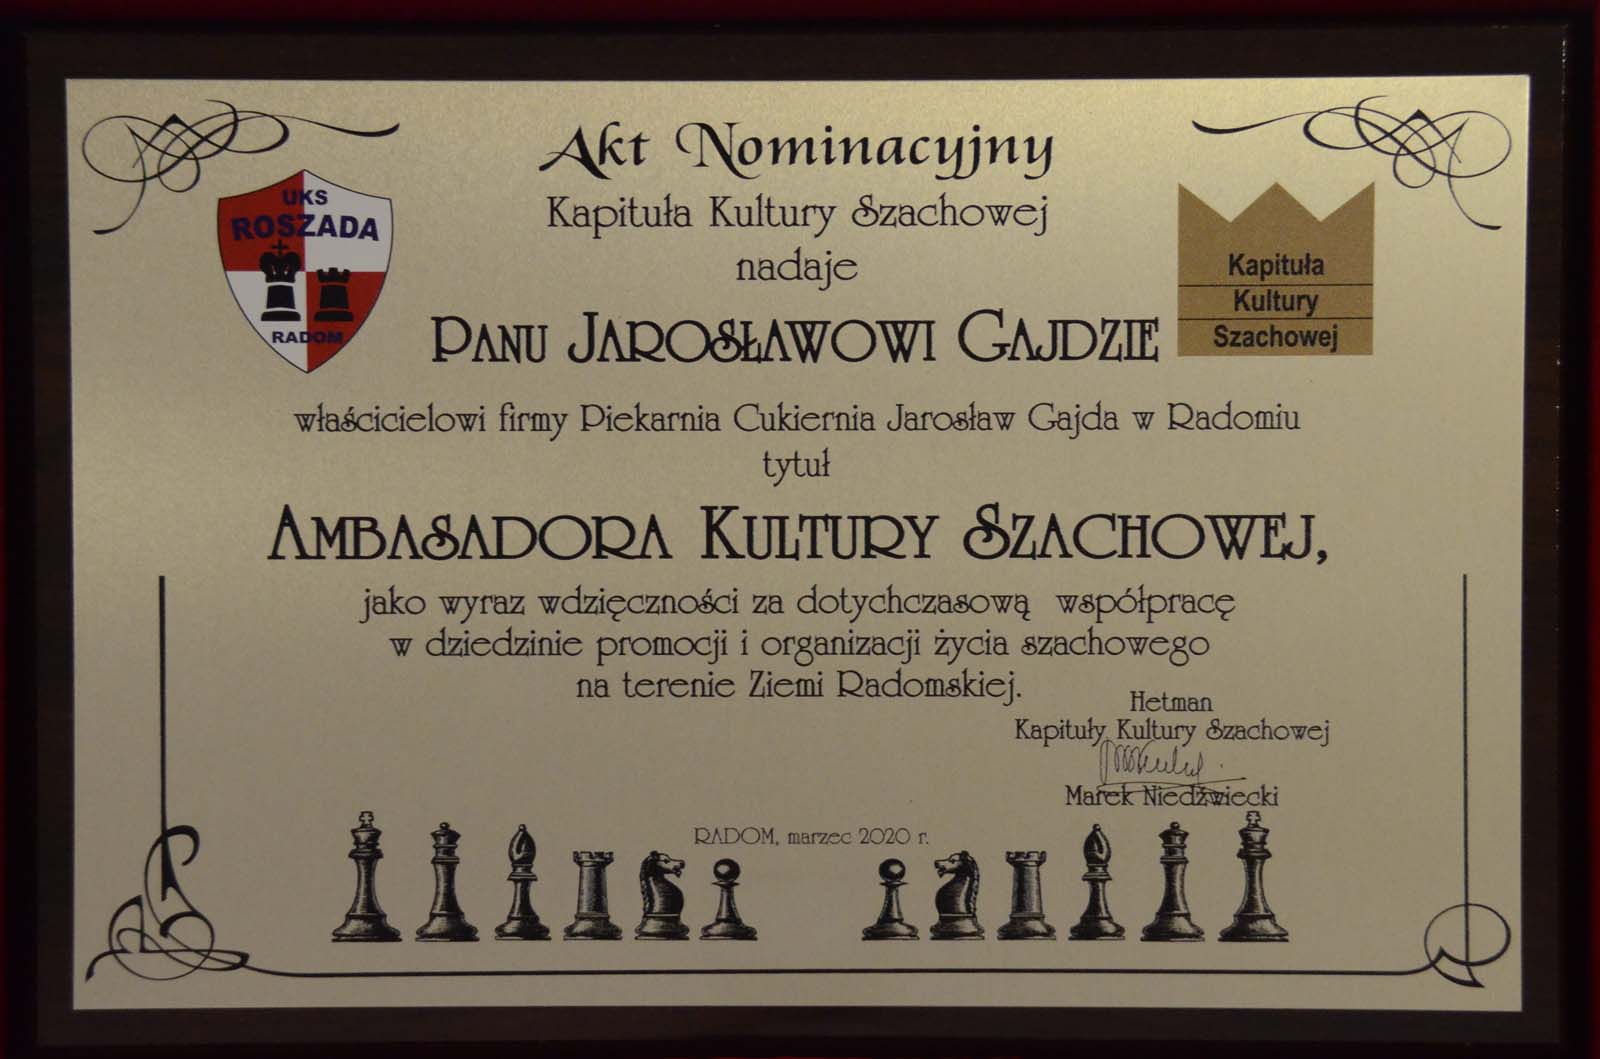 Akt Nominacyjny
Kapituła Kultury Szachowej
nadaje
UKS
ROSZADA
RADOM
Kapituła
Kultury
Szachowej
PANU JAROSŁAWOWI GAJDZIE
właścicielowi firmy Piekarnia Cukiernia Jarosław Gajda w Radomiu
tytuł
AMBASADORA KULTURY SZACHOWEJ,
jako wyraz wdzięczności za dotychczasową współpracę
w dziedzinie promocji i organizacji życia szachowego
na terenie Ziemi Radomskiej.
Hetman
Kapituły Kultury Szachowej
Marek Niedźwiecki
RADOM, marzec 2020 r.